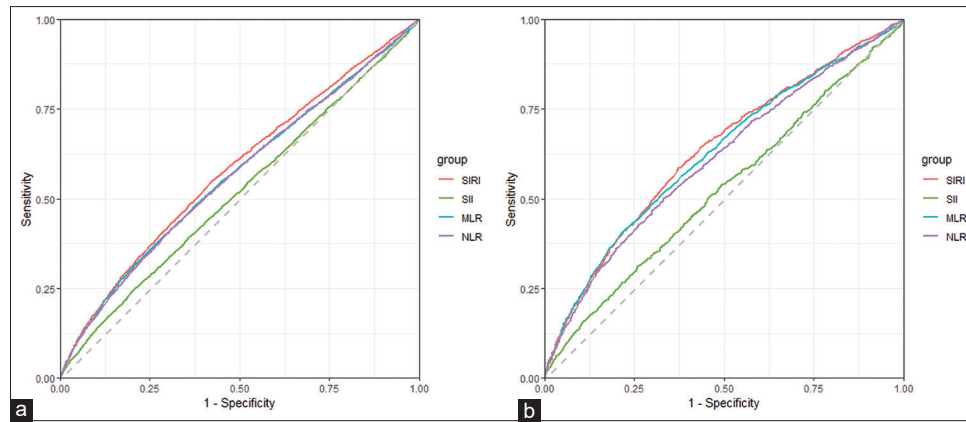 1.00
0.75
0.50
0.25
0.00
Sensitivity
0.00 0.25 0.50 0.75 1.00
1 - Specificity
group
SIRI
SII
MLR
NLR
a
1.00
0.75
0.50
0.25
0.00
Sensitivity
0.00 0.25 0.50 0.75 1.00
1 - Specificity
group
SIRI
SII
MLR
NLR
b